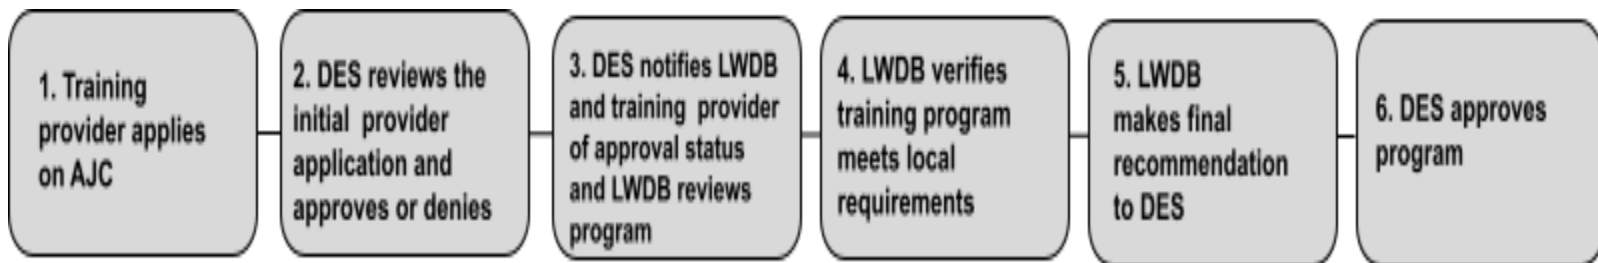 1. Training
provider applies
on AJC
2. DES reviews the
initial provider
application and
approves or denies
3. DES notifies LWDB
and training provider
of approval status
and LWDB reviews
program
4. LWDB verifies
training program
meets local
requirements
5. LWDB
makes final
recommendation
to DES
6. DES approves
program